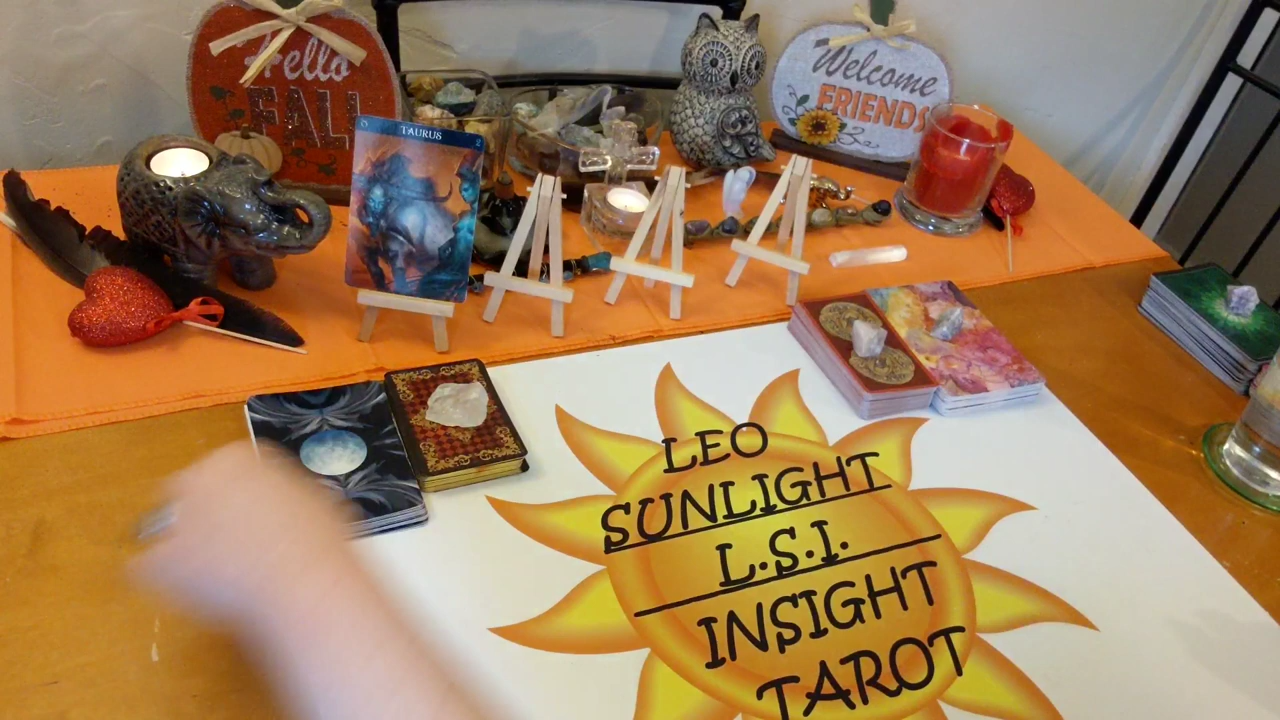 Hello
FALL
Welcome
FRIENDS
TAURUS
LEO
SUNLIGHT
L.S.I.
INSIGHT
TAROT